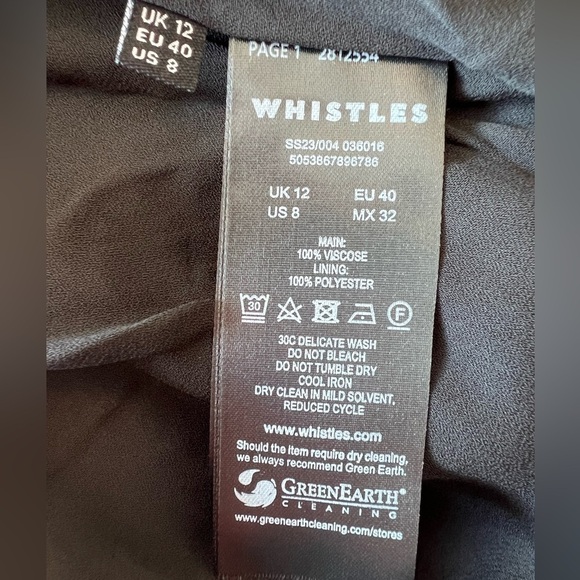 UK 12
EU 40
US 8
PAGE 1 2812554
WHISTLES
SS23/004 036016
5053867896786
UK 12 EU 40
US 8 MX 32
MAIN:
100% VISCOSE
LINING:
100% POLYESTER
30 F
30C DELICATE WASH
DO NOT BLEACH
DO NOT TUMBLE DRY
COOL IRON
DRY CLEAN IN MILD SOLVENT,
REDUCED CYCLE
www.whistles.com
Should the item require dry cleaning,
we always recommend Green Earth.
GREENEARTH®
CLEANING
www.greenearthcleaning.com/stores